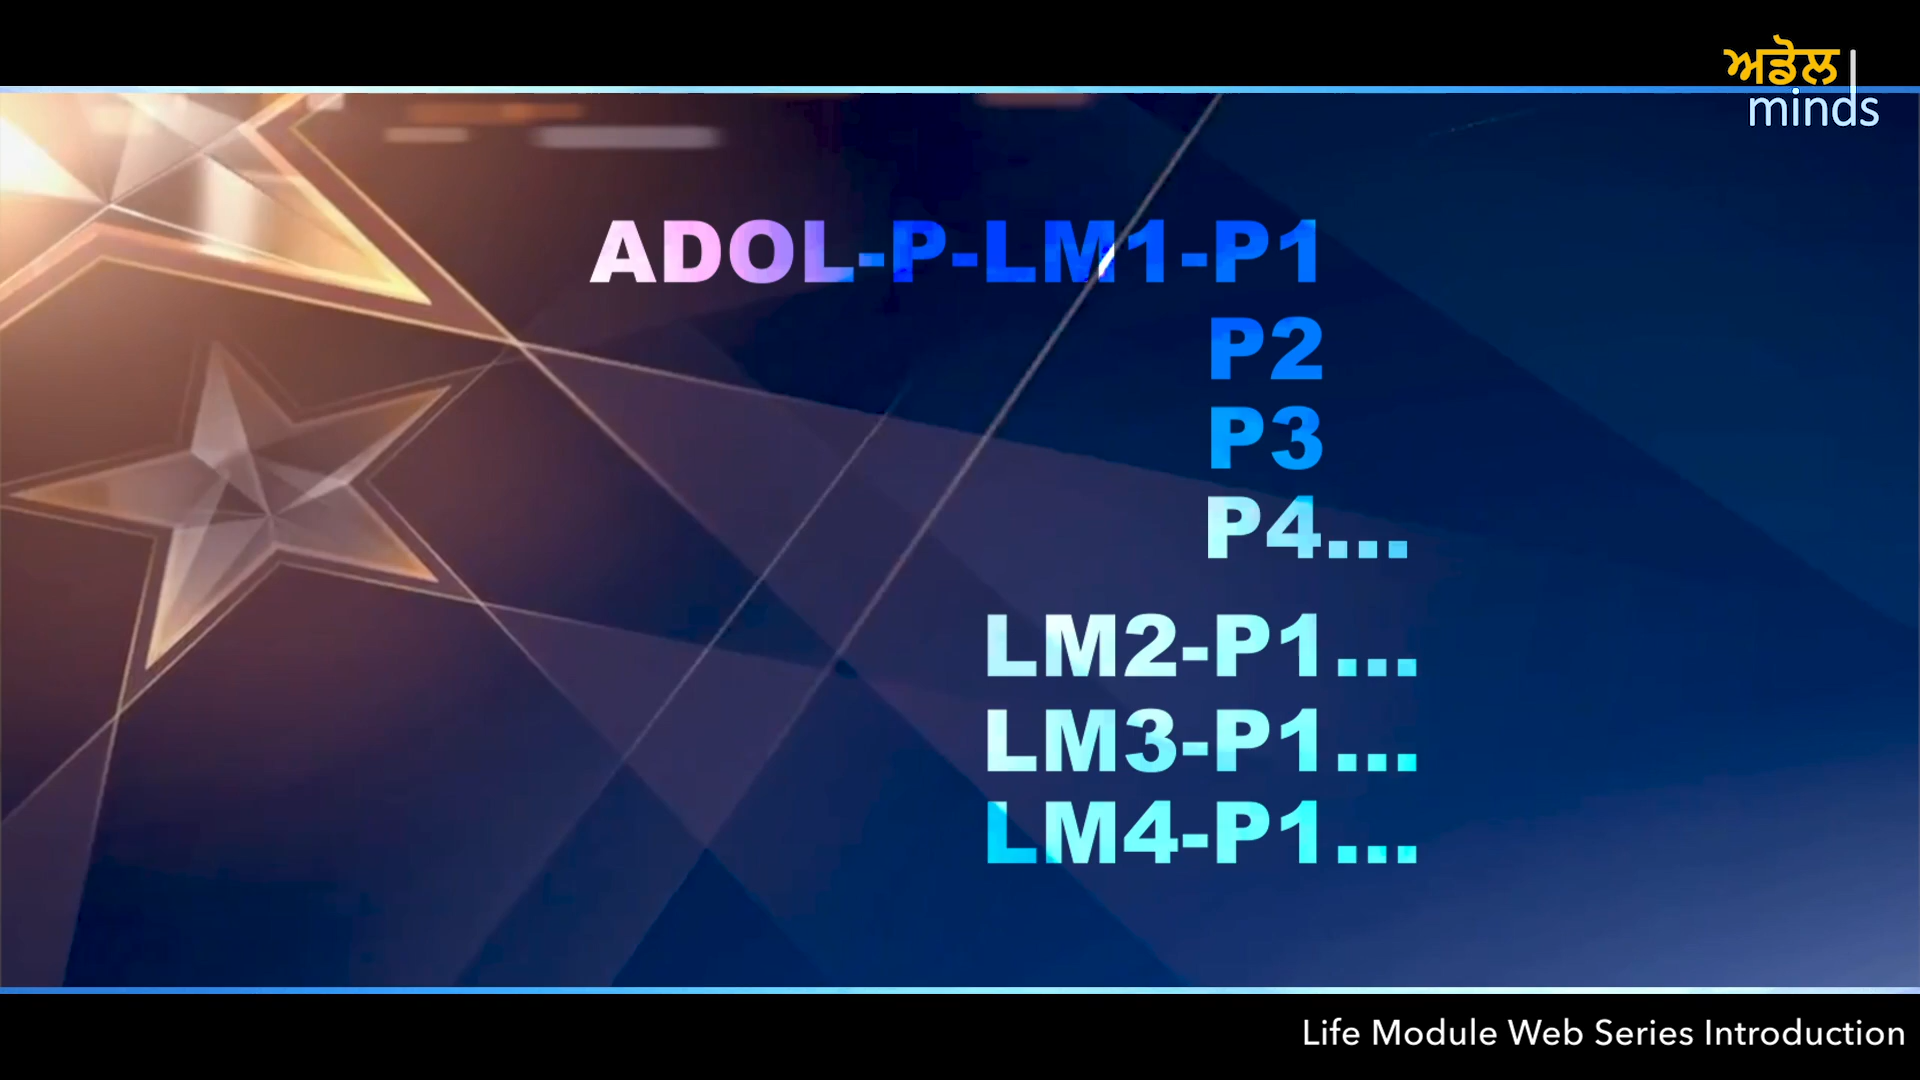 ਅਡੋਲ
minds
ADOL-P-LM1-P1
P2
P3
P4...
LM2-P1...
LM3-P1...
LM4-P1...
Life Module Web Series Introduction